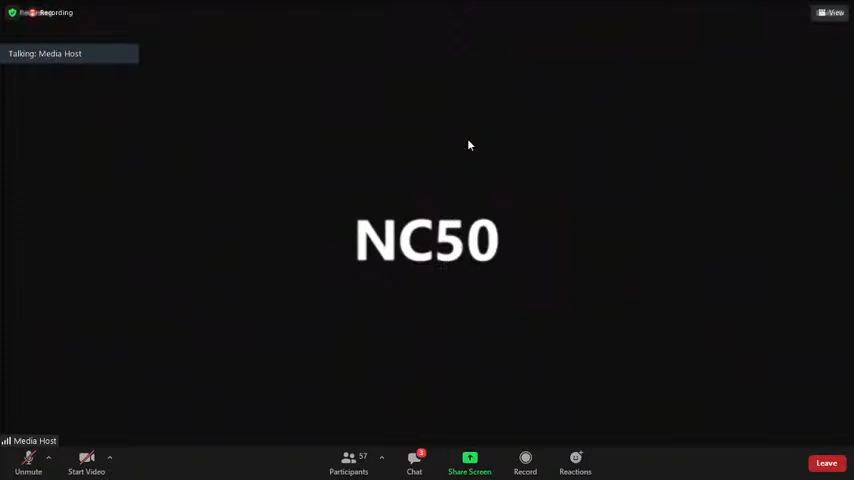 Recording
View
Talking: Media Host
NC50
Media Host
57
3
Unmute
Start Video
Participants
Chat
Share Screen
Record
Reactions
Leave